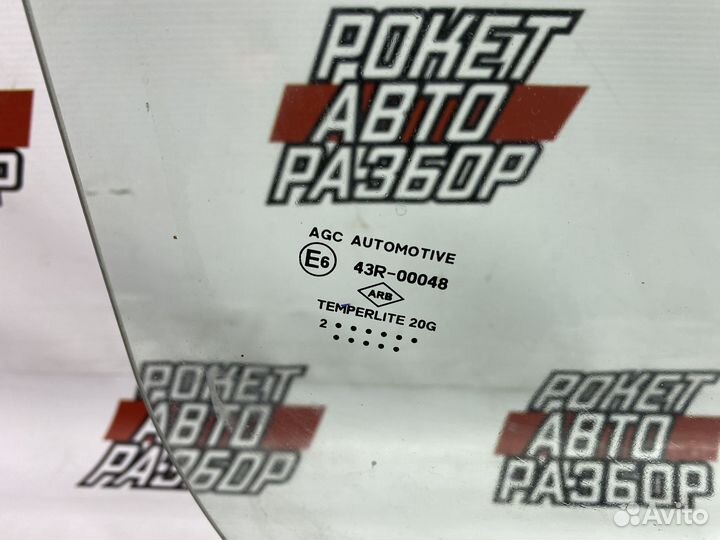 РОКЕТ
АВТО
РАЗБОР
Р
AGC AUTOMOTIVE
E6 43R-00048
ARB
TEMPERLITE 20G
2
РОКЕТ
АВТО
РАЗБОР
РОКЕТ
АВТО
РАЗБОР
Avito